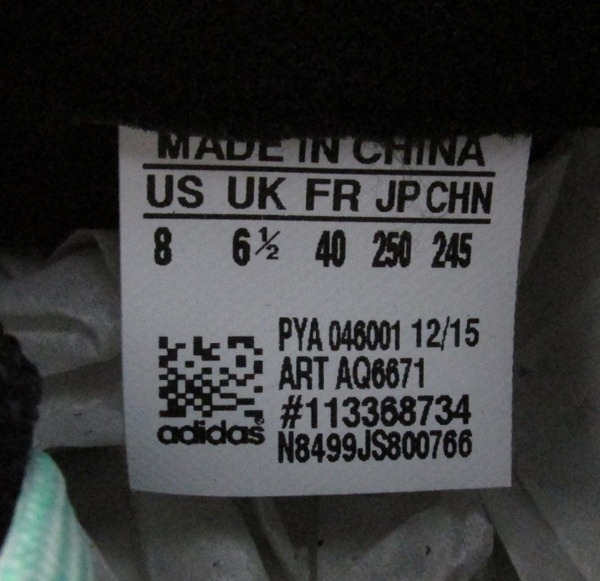 MADE IN CHINA
US UK FR JP CHN
8 6½ 40 250 245
PYA 046001 12/15
ART AQ6671
#113368734
adidas
N8499JS800766